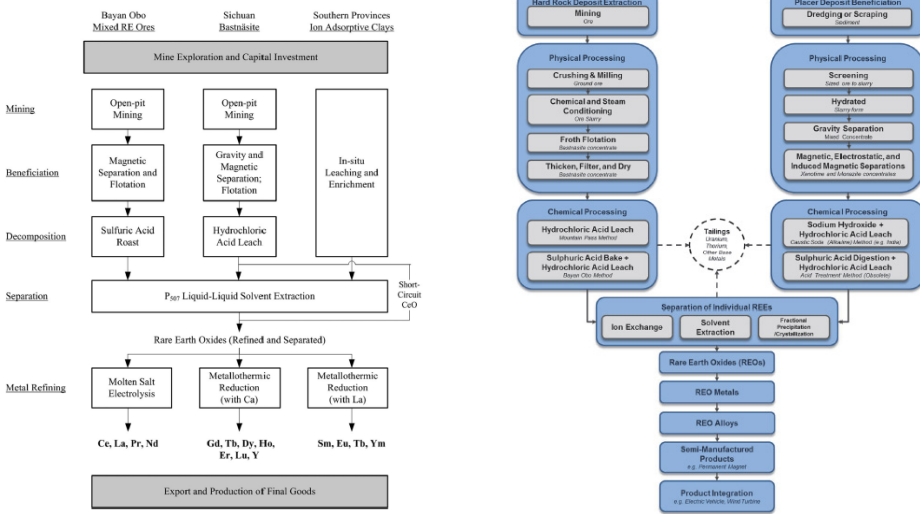 Bayan Obo
Mixed RE Ores
Sichuan
Bastnäsite
Southern Provinces
Ion Adsorptive Clays
Mine Exploration and Capital Investment
Mining
Open-pit
Mining
Open-pit
Mining
Beneficiation
Magnetic
Separation and
Flotation
Gravity and
Magnetic
Separation;
Flotation
In-situ
Leaching and
Enrichment
Decomposition
Sulfuric Acid
Roast
Hydrochloric
Acid Leach
Separation
P507 Liquid-Liquid Solvent Extraction
Short-
Circuit
CeO
Rare Earth Oxides (Refined and Separated)
Metal Refining
Molten Salt
Electrolysis
Metallothermic
Reduction
(with Ca)
Metallothermic
Reduction
(with La)
Ce, La, Pr, Nd
Gd, Tb, Dy, Ho,
Er, Lu, Y
Sm, Eu, Tb, Ym
Export and Production of Final Goods
Hard Rock Deposit Extraction
Mining
Ore
Physical Processing
Crushing & Milling
Ground ore
Chemical and Steam
Conditioning
Ore Slurry
Froth Flotation
Bastnäsite concentrate
Thicken, Filter, and Dry
Bastnäsite concentrate
Chemical Processing
Hydrochloric Acid Leach
Mountain Pass Method
Sulphuric Acid Bake +
Hydrochloric Acid Leach
Bayan Obo Method
Placer Deposit Beneficiation
Dredging or Scraping
Sediment
Physical Processing
Screening
Sized ore to slurry
Hydrated
Slurry form
Gravity Separation
Mixed Concentrate
Magnetic, Electrostatic, and
Induced Magnetic Separations
Xenotime and Monazite concentrates
Chemical Processing
Sodium Hydroxide +
Hydrochloric Acid Leach
Caustic Soda (Alkaline) Method (e.g. India)
Sulphuric Acid Digestion +
Hydrochloric Acid Leach
Acid Treatment Method (Obsolete)
Tailings
Uranium,
Thorium,
Other Base
Metals
Separation of Individual REEs
Ion Exchange
Solvent
Extraction
Fractional
Precipitation
/Crystallization
Rare Earth Oxides (REOs)
REO Metals
REO Alloys
Semi-Manufactured
Products
e.g. Permanent Magnet
Product Integration
e.g. Electric Vehicle, Wind Turbine